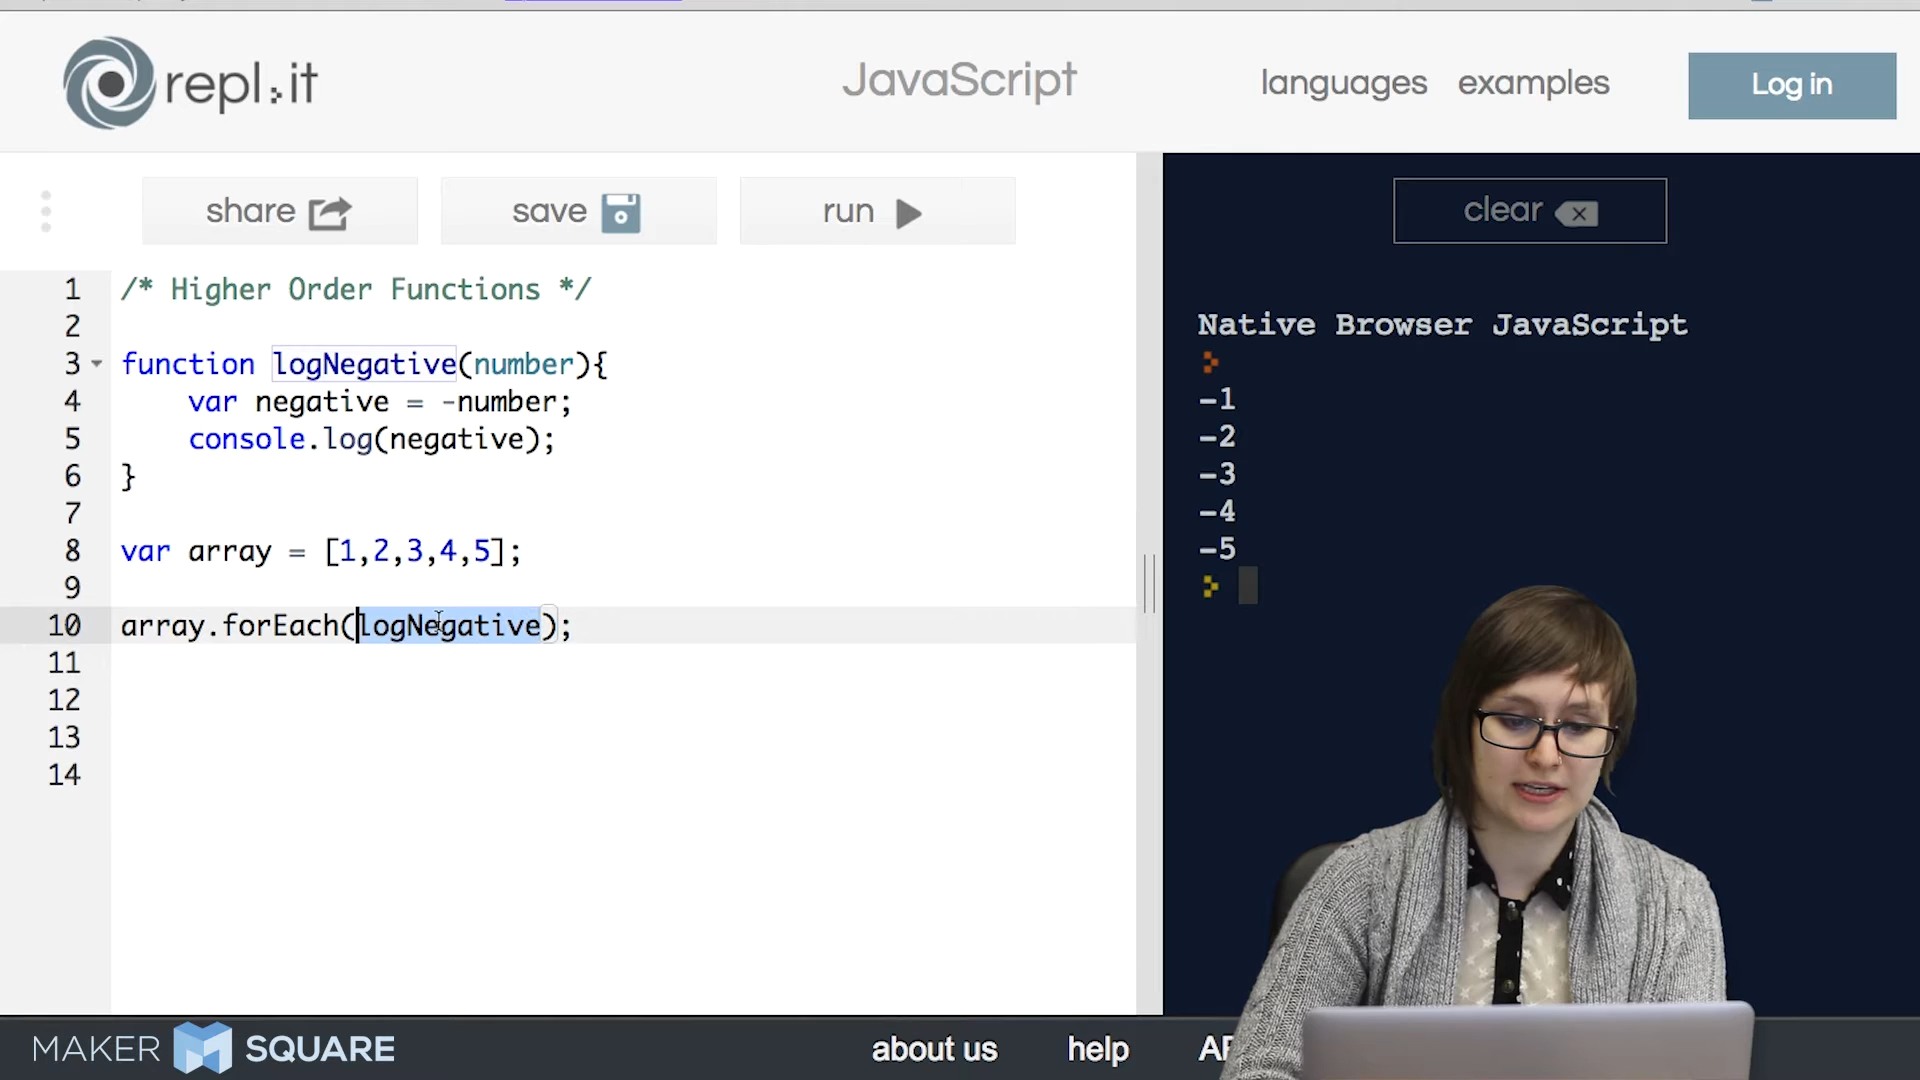 repl.it
JavaScript
languages examples Log in
share save run
clear
1 /* Higher Order Functions */
2
3 function logNegative(number){
4 var negative = -number;
5 console.log(negative);
6 }
7
8 var array = [1,2,3,4,5];
9
10 array.forEach(logNegative);
11
12
13
14
Native Browser JavaScript
-1
-2
-3
-4
-5
MAKER SQUARE
about us help